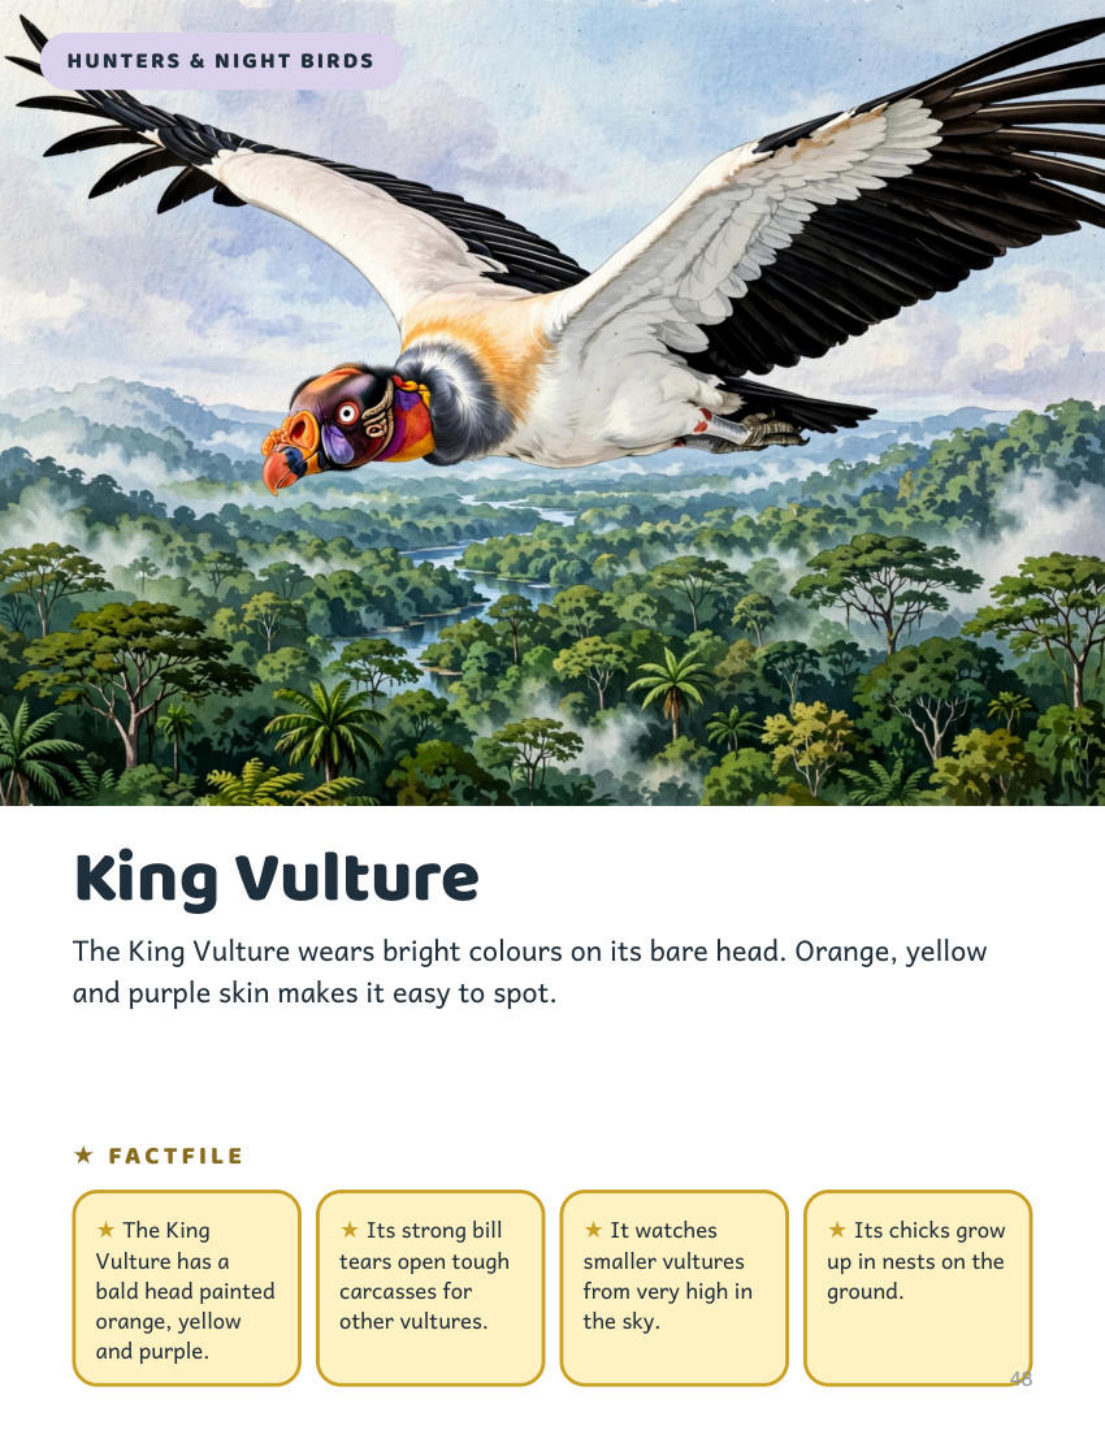 HUNTERS & NIGHT BIRDS
King Vulture
The King Vulture wears bright colours on its bare head. Orange, yellow
and purple skin makes it easy to spot.
★ FACTFILE
★ The King
Vulture has a
bald head painted
orange, yellow
and purple.
★ Its strong bill
tears open tough
carcasses for
other vultures.
★ It watches
smaller vultures
from very high in
the sky.
★ Its chicks grow
up in nests on the
ground.
48